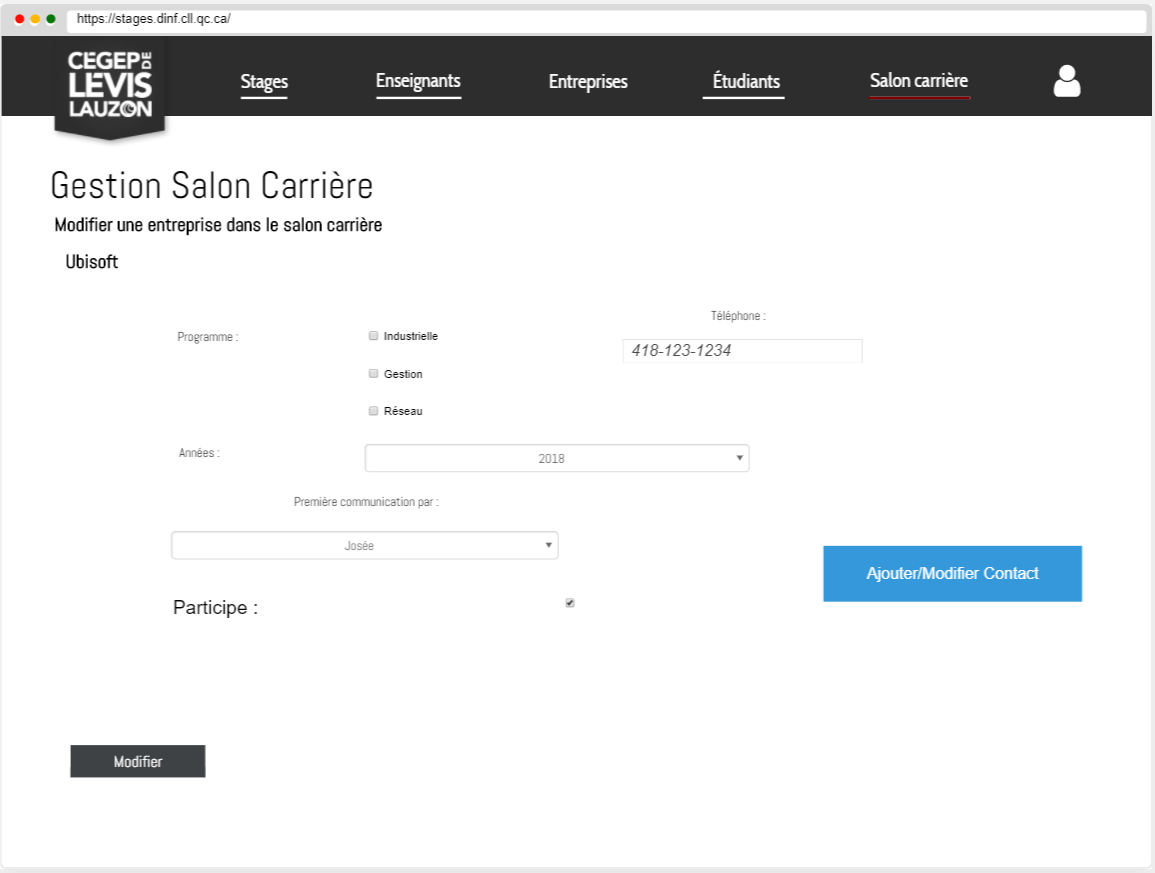 https://stages.dinf.cll.qc.ca/
CEGEP DE
LEVIS
LAUZON
Stages
Enseignants
Entreprises
Étudiants
Salon carrière
Gestion Salon Carrière
Modifier une entreprise dans le salon carrière
Ubisoft
Téléphone :
Programme :
Industrielle
418-123-1234
Gestion
Réseau
Années :
2018
Première communication par :
Josée
Ajouter/Modifier Contact
Participe :
Modifier